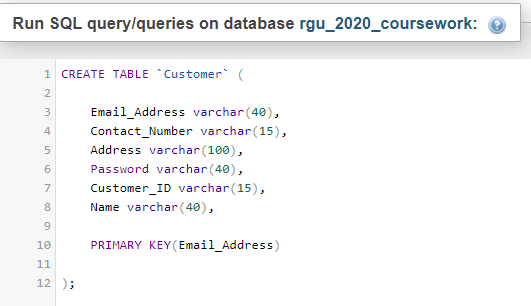 Run SQL query/queries on database rgu_2020_coursework:
1 CREATE TABLE `Customer` (
2
3 Email_Address varchar(40),
4 Contact_Number varchar(15),
5 Address varchar(100),
6 Password varchar(40),
7 Customer_ID varchar(15),
8 Name varchar(40),
9
10 PRIMARY KEY(Email_Address)
11
12 );